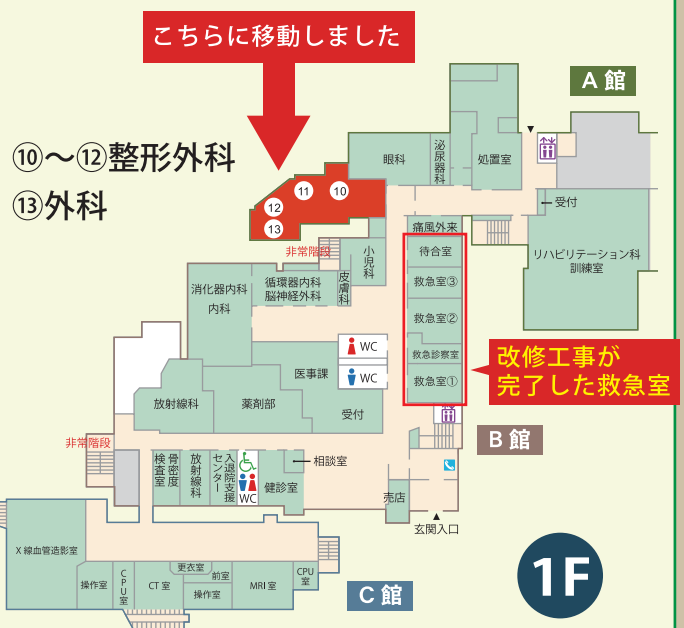 こちらに移動しました
A 館
⑩〜⑫整形外科
⑬外科
眼科
泌尿器科
処置室
11
10
12
13
受付
痛風外来
待合室
リハビリテーション科
訓練室
非常階段
小児科
皮膚科
循環器内科
脳神経外科
消化器内科
内科
救急室③
救急室②
救急診察室
救急室①
改修工事が
完了した救急室
WC
WC
医事課
放射線科
薬剤部
受付
B 館
非常階段
骨密度
検査室
放射線科
入退院支援
センター
WC
健診室
相談室
売店
玄関入口
X線血管造影室
操作室
CPU室
CT 室
更衣室
前室
操作室
MRI 室
CPU
室
C 館
1F